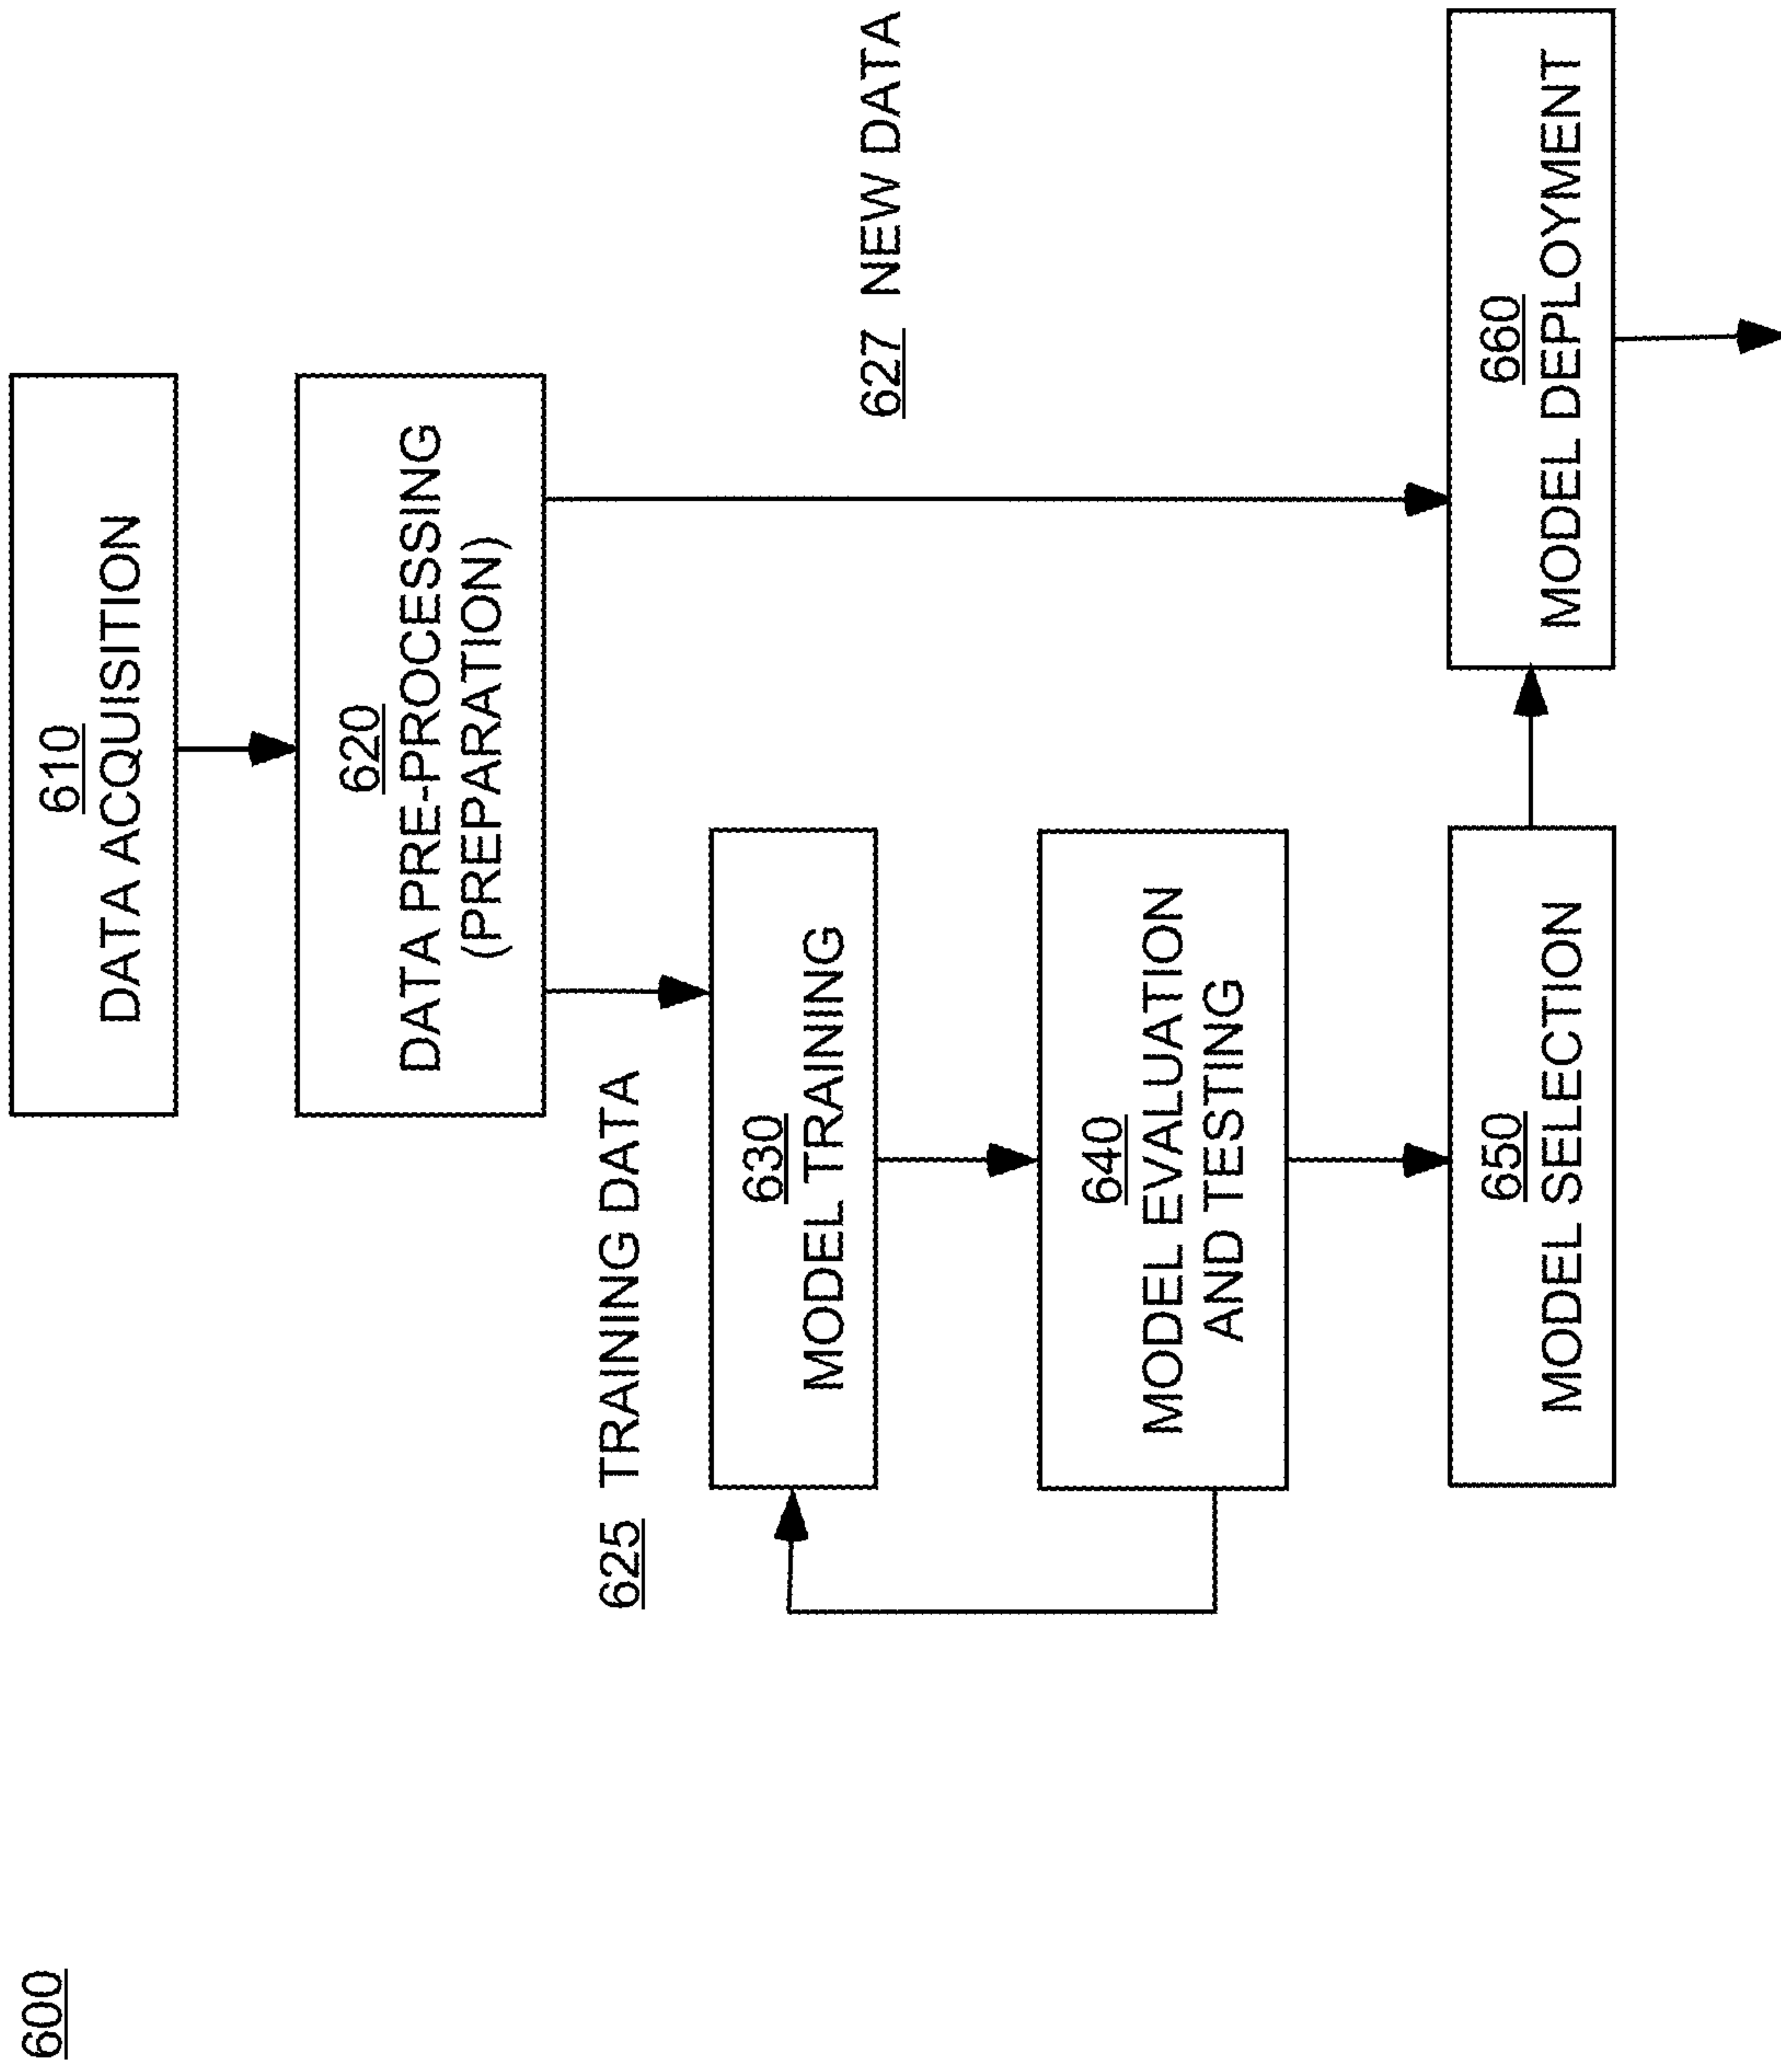 600
610
DATA ACQUISITION
620
DATA PRE-PROCESSING
(PREPARATION)
625 TRAINING DATA
627 NEW DATA
630
MODEL TRAINING
640
MODEL EVALUATION
AND TESTING
650
MODEL SELECTION
660
MODEL DEPLOYMENT